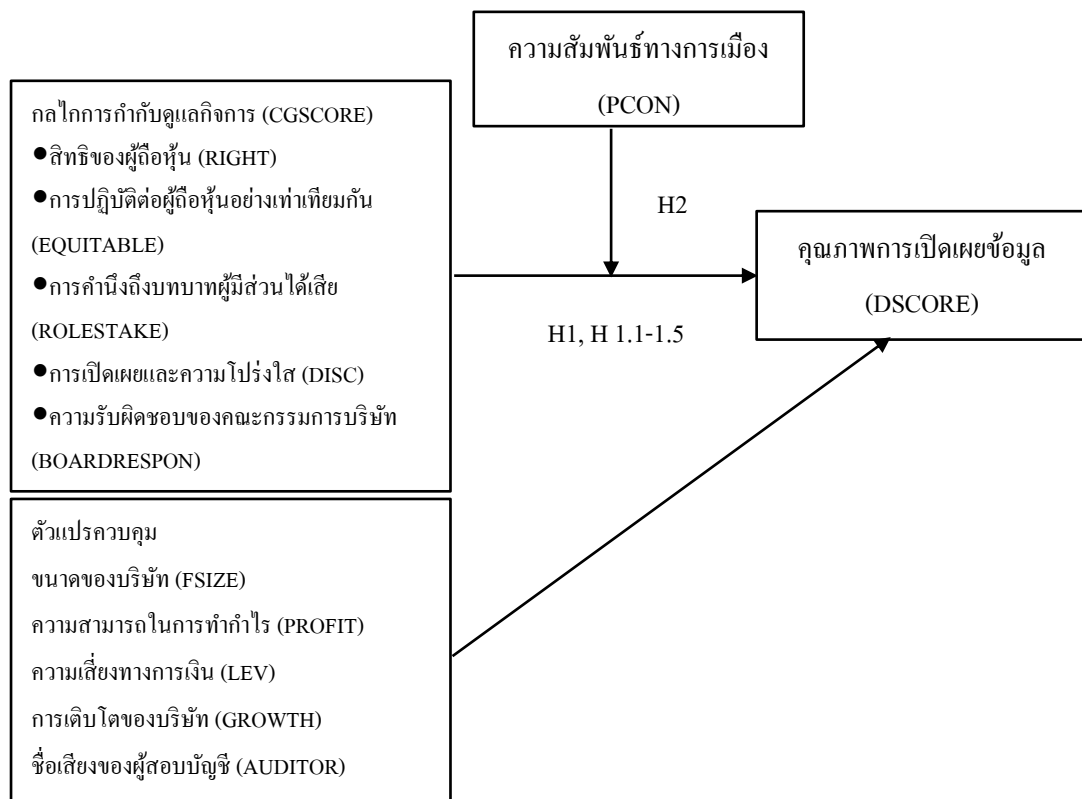 ความสัมพันธ์ทางการเมือง
(PCON)
กลไกการกำกับดูแลกิจการ (CGSCORE)
●สิทธิของผู้ถือหุ้น (RIGHT)
●การปฏิบัติต่อผู้ถือหุ้นอย่างเท่าเทียมกัน
(EQUITABLE)
●การคำนึงถึงบทบาทผู้มีส่วนได้เสีย
(ROLESTAKE)
●การเปิดเผยและความโปร่งใส (DISC)
●ความรับผิดชอบของคณะกรรมการบริษัท
(BOARDRESPON)
H2
H1, H 1.1-1.5
คุณภาพการเปิดเผยข้อมูล
(DSCORE)
ตัวแปรควบคุม
ขนาดของบริษัท (FSIZE)
ความสามารถในการทำกำไร (PROFIT)
ความเสี่ยงทางการเงิน (LEV)
การเติบโตของบริษัท (GROWTH)
ชื่อเสียงของผู้สอบบัญชี (AUDITOR)